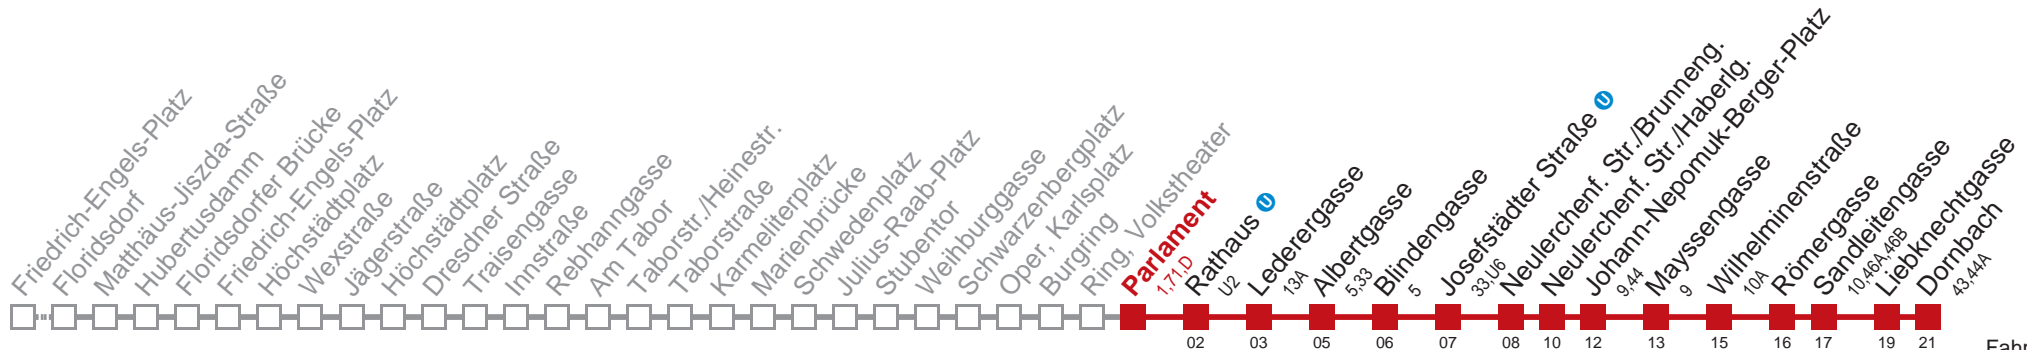 Friedrich-Engels-Platz
Floridsdorf
Matthäus-Jiszda-Straße
Hubertusdamm
Floridsdorfer Brücke
Friedrich-Engels-Platz
Höchstädtplatz
Wexstraße
Jägerstraße
Höchstädtplatz
Dresdner Straße
Traisengasse
Innstraße
Rebhanngasse
Am Tabor
Taborstr./Heinestr.
Taborstraße
Karmeliterplatz
Marienbrücke
Schwedenplatz
Julius-Raab-Platz
Stubentor
Weihburggasse
Schwarzenbergplatz
Oper, Karlsplatz
Burgring
Ring, Volkstheater
Parlament
1,71,D
Rathaus U
U2
Lederergasse
13A
Albertgasse
5,33
Blindengasse
5
Josefstädter Straße U
33,U6
Neulerchenf. Str./Brunneng.
Neulerchenf. Str./Haberlg.
Johann-Nepomuk-Berger-Platz
9,44
Mayssengasse
9
Wilhelminenstraße
10A
Römergasse
Sandleitengasse
10,46A,46B
Liebknechtgasse
Dornbach
43,44A
02 03 05 06 07 08 10 12 13 15 16 17 19 21